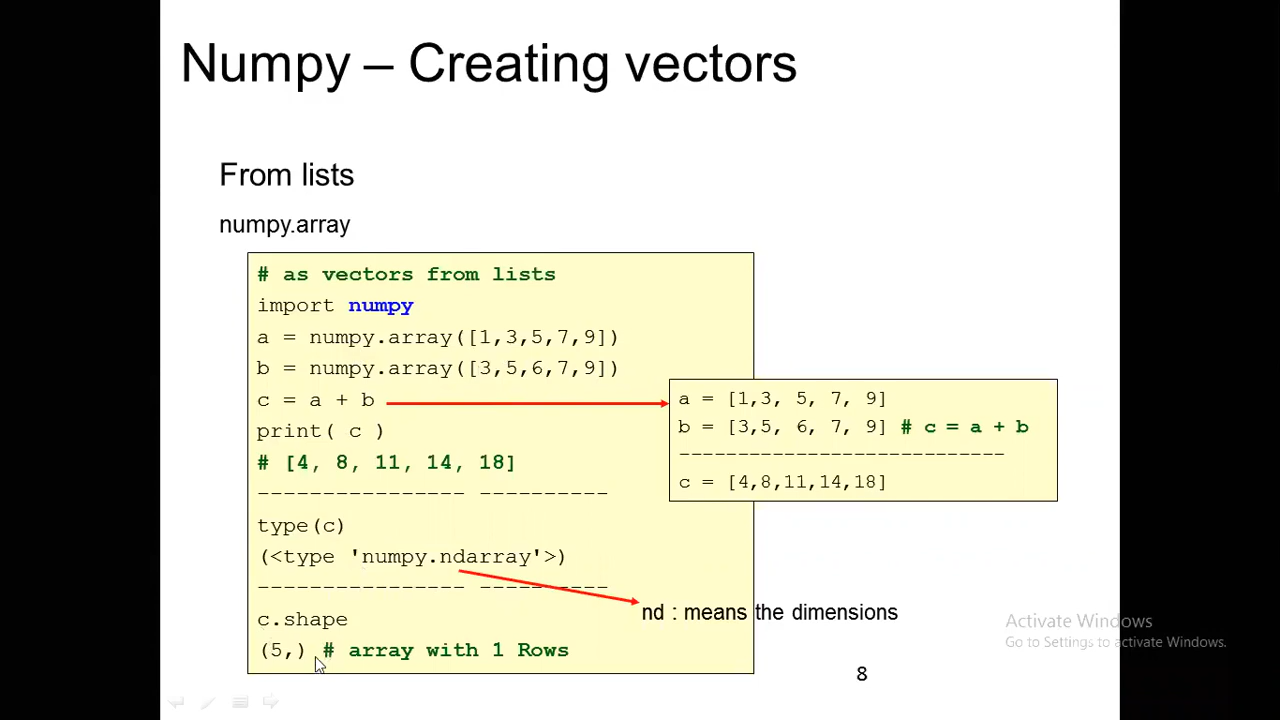 Numpy – Creating vectors
From lists
numpy.array
# as vectors from lists
import numpy
a = numpy.array([1,3,5,7,9])
b = numpy.array([3,5,6,7,9])
c = a + b
print( c )
# [4, 8, 11, 14, 18]
---------------- ----------
type(c)
(<type 'numpy.ndarray'>)
---------------- ----------
c.shape
(5,) # array with 1 Rows
a = [1,3, 5, 7, 9]
b = [3,5, 6, 7, 9] # c = a + b
---------------------------
c = [4,8,11,14,18]
nd : means the dimensions
Activate Windows
Go to Settings to activate Windows.
8